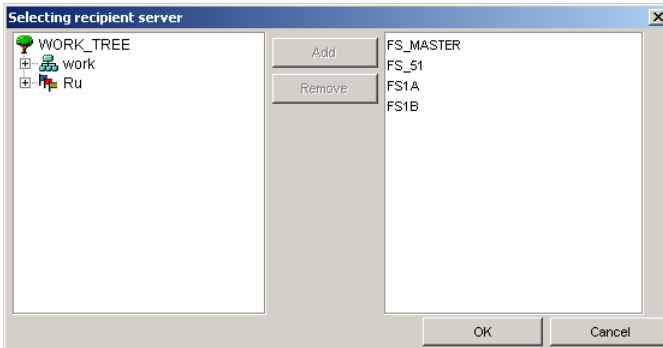 Selecting recipient server
WORK_TREE
work
Ru
Add
Remove
FS_MASTER
FS_51
FS1A
FS1B
OK
Cancel